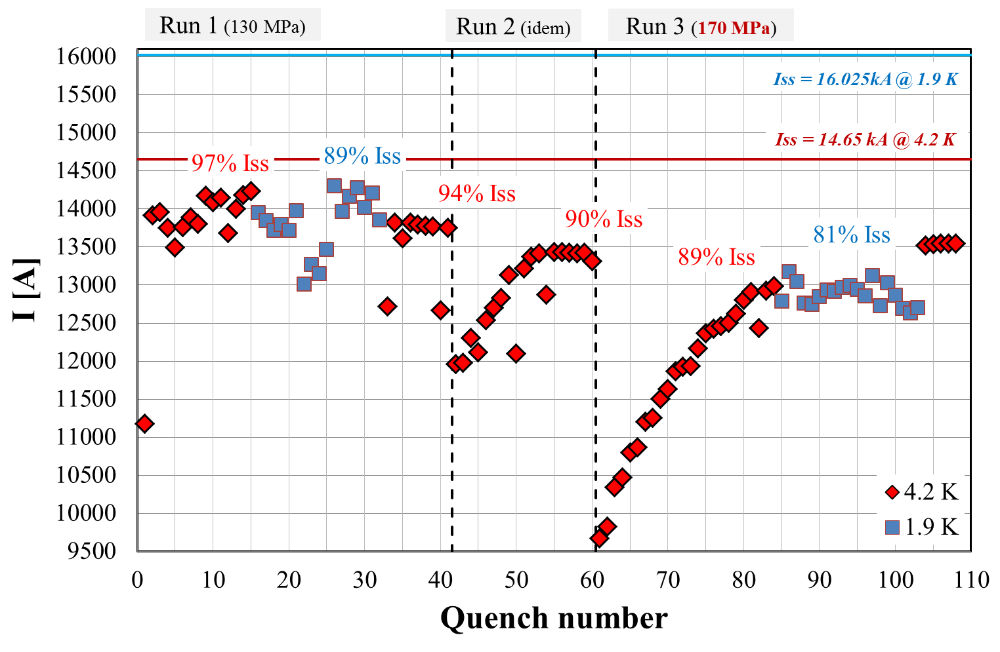 Run 1 (130 MPa)
Run 2 (idem)
Run 3 (170 MPa)
16000
15500
15000
14500
14000
13500
13000
12500
12000
11500
11000
10500
10000
9500
I [A]
Iss = 16.025kA @ 1.9 K
Iss = 14.65 kA @ 4.2 K
97% Iss
89% Iss
94% Iss
90% Iss
89% Iss
81% Iss
4.2 K
1.9 K
0 10 20 30 40 50 60 70 80 90 100 110
Quench number